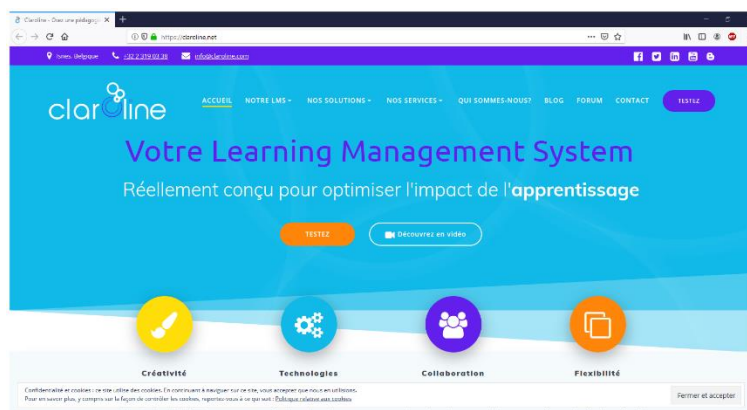 Claroline - Osez une pédagogie
https://claroline.net
Isnes, Belgique +32 2 319 03 38 info@claroline.com
claroline
ACCUEIL NOTRE LMS NOS SOLUTIONS NOS SERVICES QUI SOMMES-NOUS? BLOG FORUM CONTACT TESTEZ
Votre Learning Management System
Réellement conçu pour optimiser l'impact de l'apprentissage
TESTEZ Découvrez en vidéo
Créativité Technologies Collaboration Flexibilité
Confidentialité et cookies : ce site utilise des cookies. En continuant à naviguer sur ce site, vous acceptez que nous en utilisions.
Pour en savoir plus, y compris sur la façon de contrôler les cookies, reportez-vous à ce qui suit : Politique relative aux cookies
Fermer et accepter